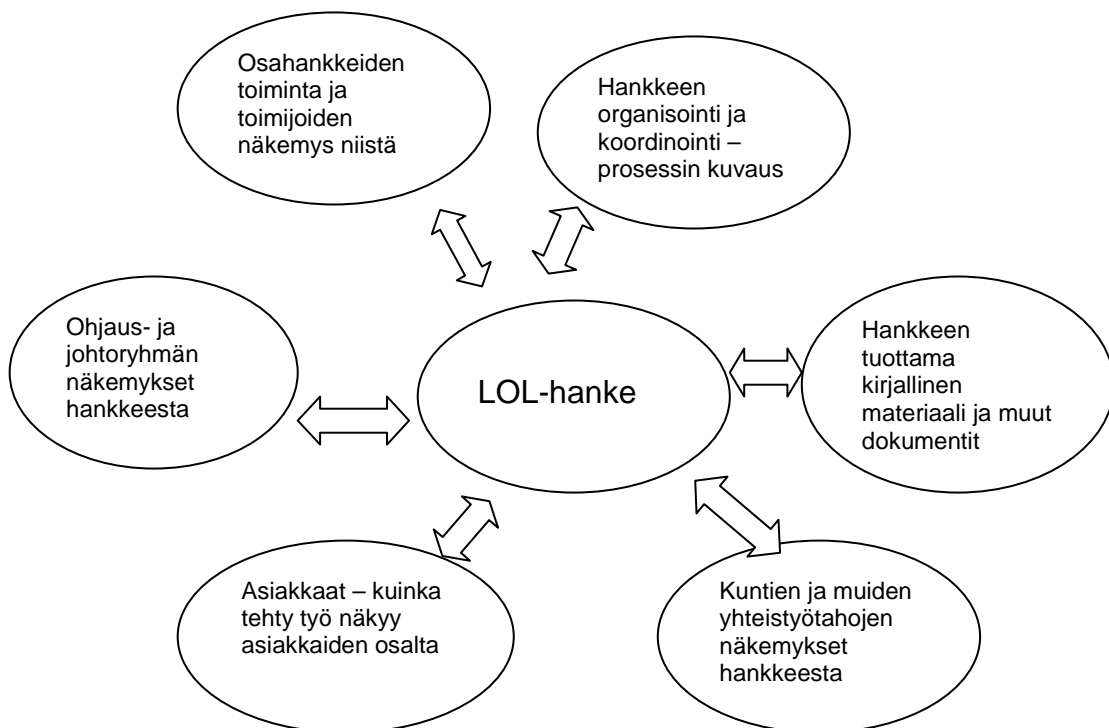 Osahankkeiden
toiminta ja
toimijoiden
näkemys niistä
Hankkeen
organisointi ja
koordinointi –
prosessin kuvaus
Ohjaus- ja
johtoryhmän
näkemykset
hankkeesta
LOL-hanke
Hankkeen
tuottama
kirjallinen
materiaali ja muut
dokumentit
Asiakkaat – kuinka
tehty työ näkyy
asiakkaiden osalta
Kuntien ja muiden
yhteistyötahojen
näkemykset
hankkeesta